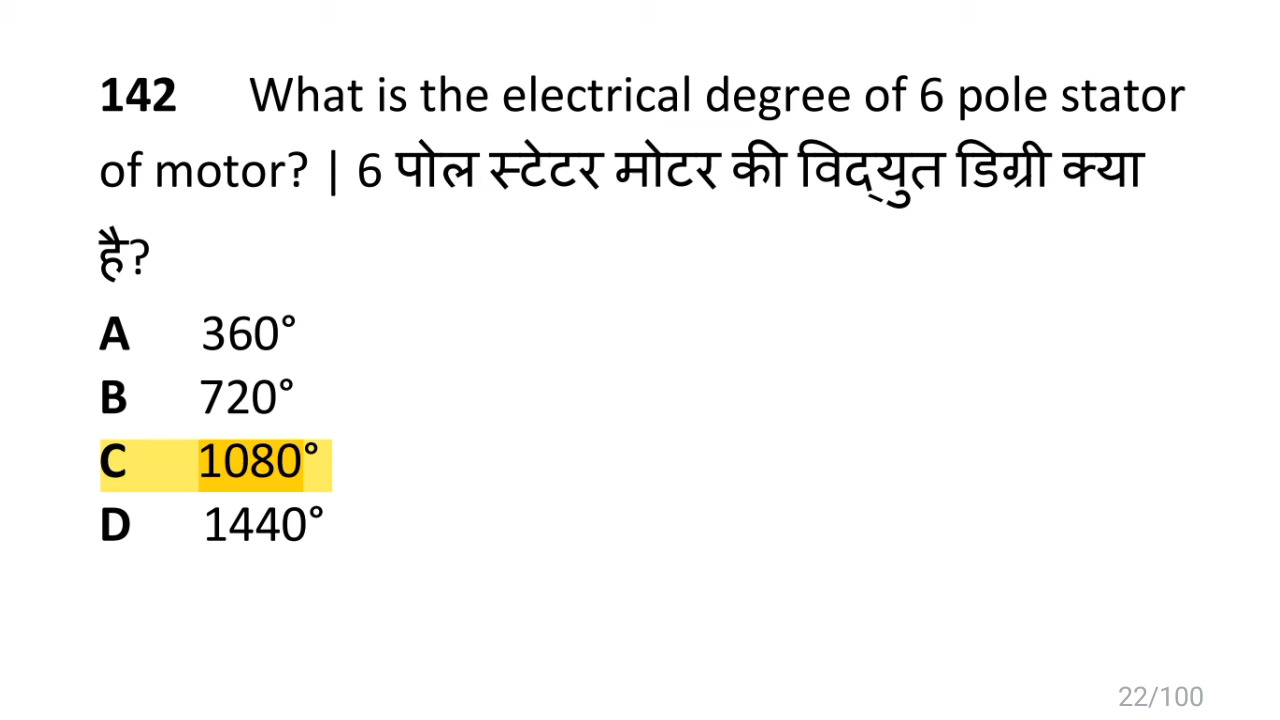 142 What is the electrical degree of 6 pole stator
of motor? | 6 पोल स्टेटर मोटर की विद्‌युत डिग्री क्या
है?
A 360°
B 720°
C 1080°
D 1440°
22/100